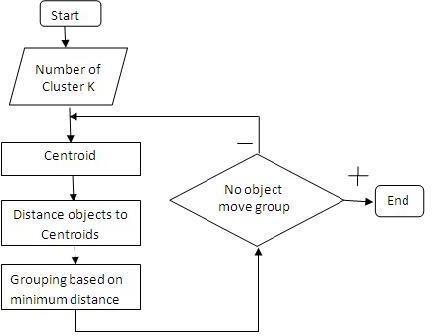 Start
Number of
Cluster K
Centroid
Distance objects to
Centroids
Grouping based on
minimum distance
No object
move group
−
+
End